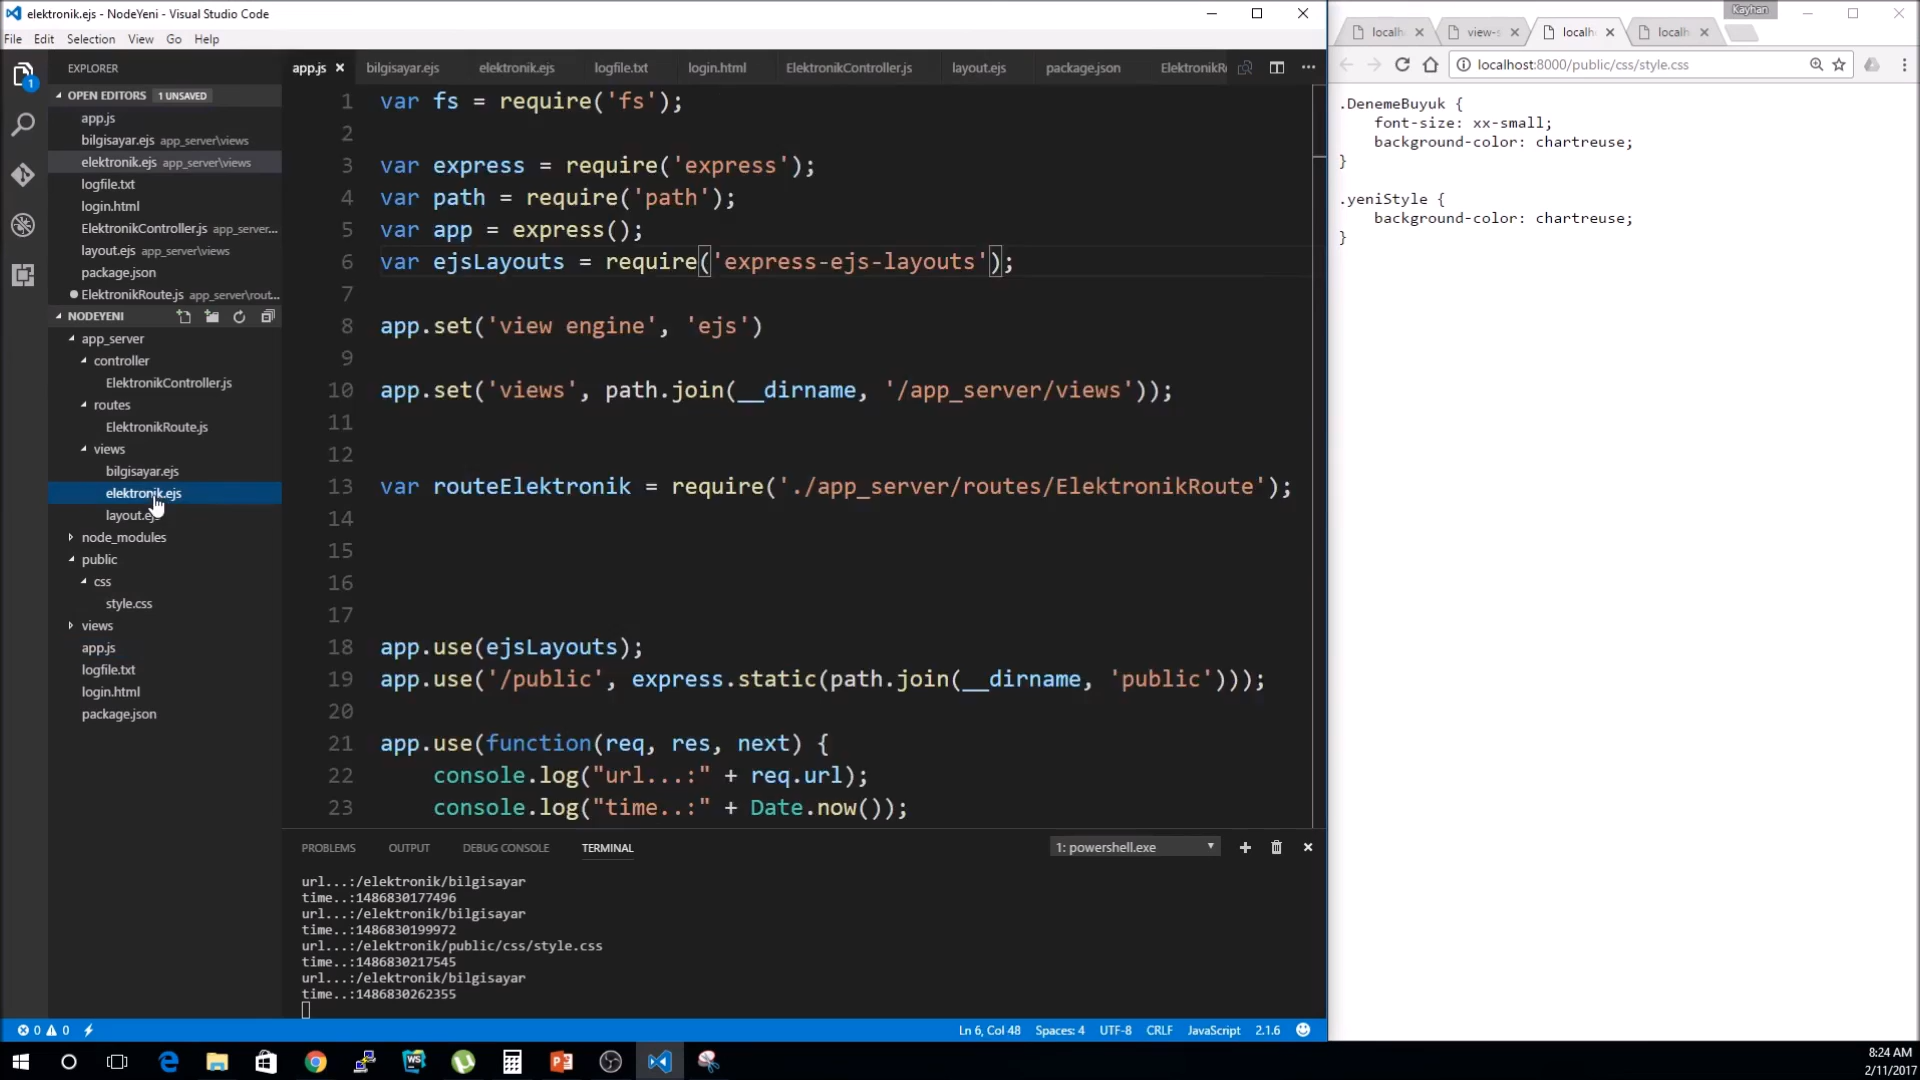 elektronik.ejs - NodeYeni - Visual Studio Code
File Edit Selection View Go Help
EXPLORER
OPEN EDITORS 1 UNSAVED
app.js
bilgisayar.ejs app_server\views
elektronik.ejs app_server\views
logfile.txt
login.html
ElektronikController.js app_server...
layout.ejs app_server\views
package.json
ElektronikRoute.js app_server\rout...
NODEYENI
app_server
controller
ElektronikController.js
routes
ElektronikRoute.js
views
bilgisayar.ejs
elektronik.ejs
layout.ejs
node_modules
public
css
style.css
views
app.js
logfile.txt
login.html
package.json
app.js bilgisayar.ejs elektronik.ejs logfile.txt login.html ElektronikController.js layout.ejs package.json ElektronikR
1 var fs = require('fs');
2
3 var express = require('express');
4 var path = require('path');
5 var app = express();
6 var ejsLayouts = require('express-ejs-layouts');
7
8 app.set('view engine', 'ejs')
9
10 app.set('views', path.join(__dirname, '/app_server/views'));
11
12
13 var routeElektronik = require('./app_server/routes/ElektronikRoute');
14
15
16
17
18 app.use(ejsLayouts);
19 app.use('/public', express.static(path.join(__dirname, 'public')));
20
21 app.use(function(req, res, next) {
22 console.log("url...:" + req.url);
23 console.log("time..:" + Date.now());
PROBLEMS OUTPUT DEBUG CONSOLE TERMINAL 1: powershell.exe
url...:/elektronik/bilgisayar
time..:1486830177496
url...:/elektronik/bilgisayar
time..:1486830199972
url...:/elektronik/public/css/style.css
time..:1486830217545
url...:/elektronik/bilgisayar
time..:1486830262355
0 0 Ln 6, Col 48 Spaces: 4 UTF-8 CRLF JavaScript 2.1.6
Kayhan
localh view-s localh localh
localhost:8000/public/css/style.css
.DenemeBuyuk {
font-size: xx-small;
background-color: chartreuse;
}
.yeniStyle {
background-color: chartreuse;
}
8:24 AM
2/11/2017